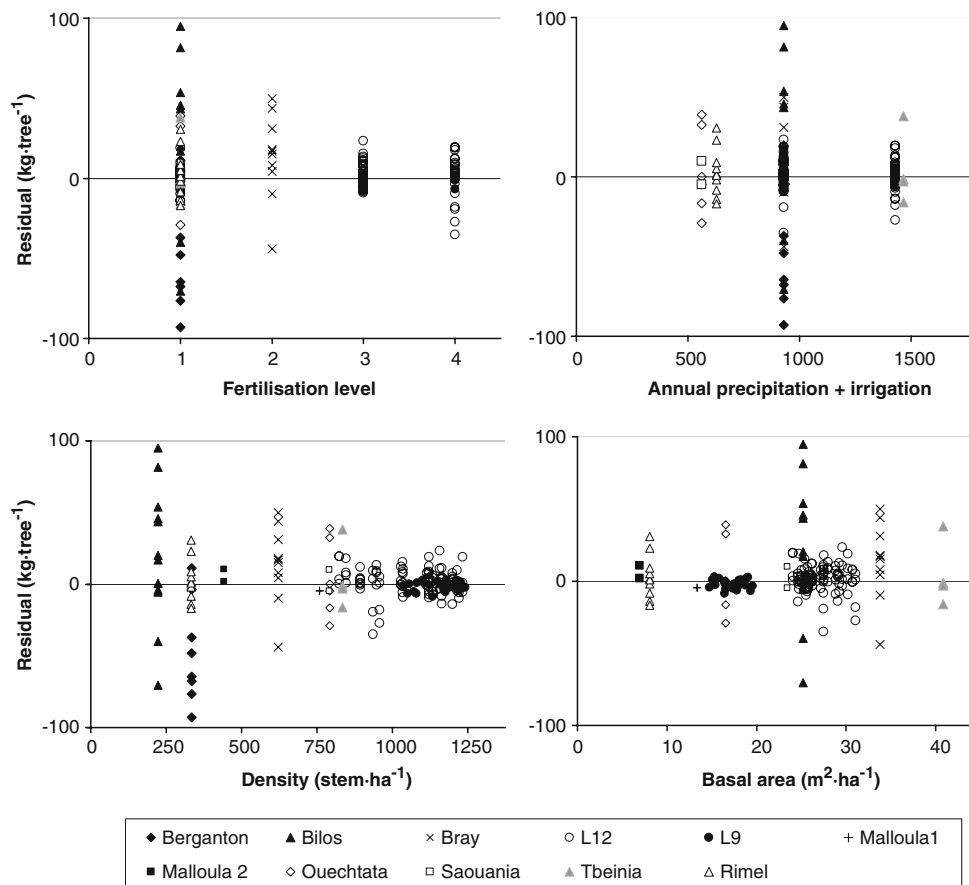 100
0
-100
Residual (kg·tree⁻¹)
0 1 2 3 4
Fertilisation level
100
0
-100
0 500 1000 1500
Annual precipitation + irrigation
100
0
-100
Residual (kg·tree⁻¹)
0 250 500 750 1000 1250
Density (stem·ha⁻¹)
100
0
-100
0 10 20 30 40
Basal area (m²·ha⁻¹)
Berganton Bilos Bray L12 L9 Malloula1
Malloula 2 Ouechtata Saouania Tbeinia Rimel